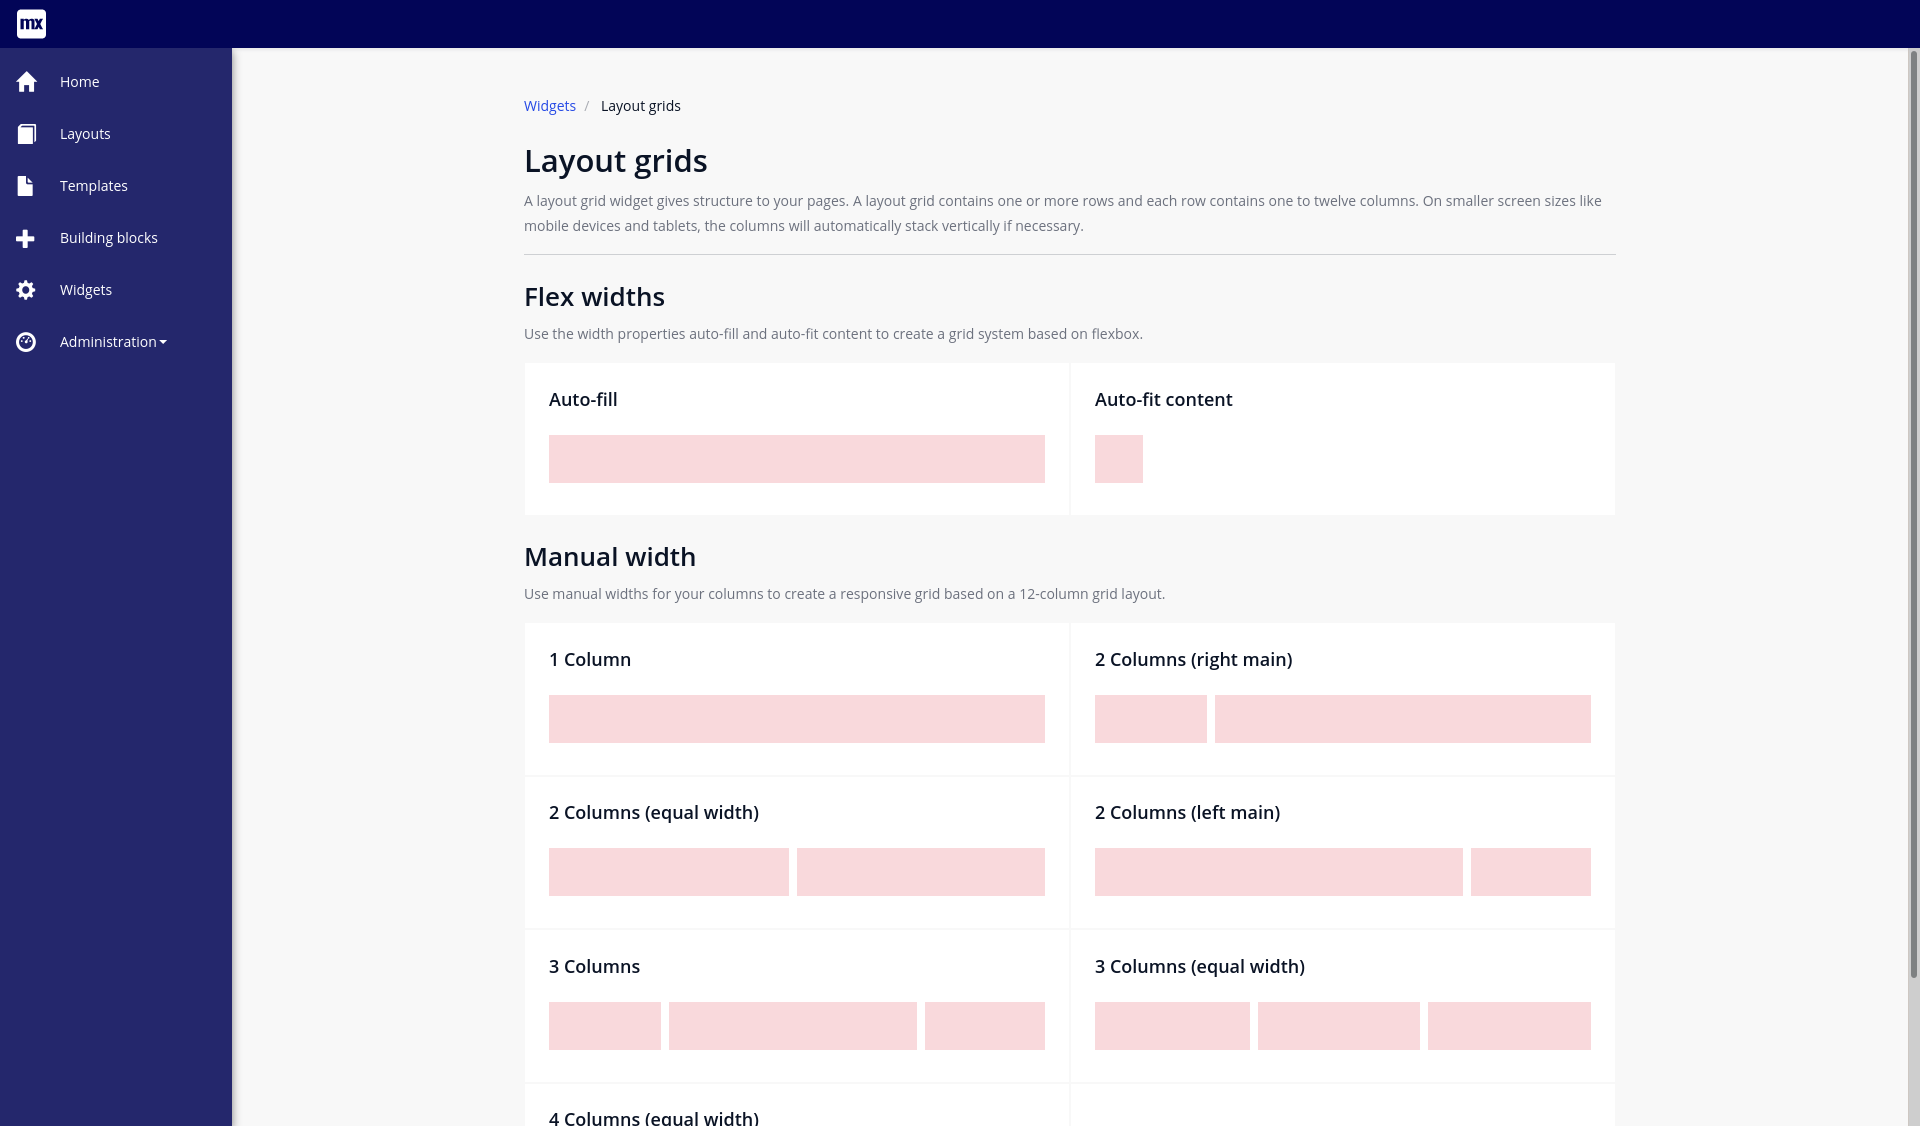 mx
Home
Layouts
Templates
Building blocks
Widgets
Administration
Widgets / Layout grids
Layout grids
A layout grid widget gives structure to your pages. A layout grid contains one or more rows and each row contains one to twelve columns. On smaller screen sizes like
mobile devices and tablets, the columns will automatically stack vertically if necessary.
Flex widths
Use the width properties auto-fill and auto-fit content to create a grid system based on flexbox.
Auto-fill
Auto-fit content
Manual width
Use manual widths for your columns to create a responsive grid based on a 12-column grid layout.
1 Column
2 Columns (right main)
2 Columns (equal width)
2 Columns (left main)
3 Columns
3 Columns (equal width)
4 Columns (equal width)